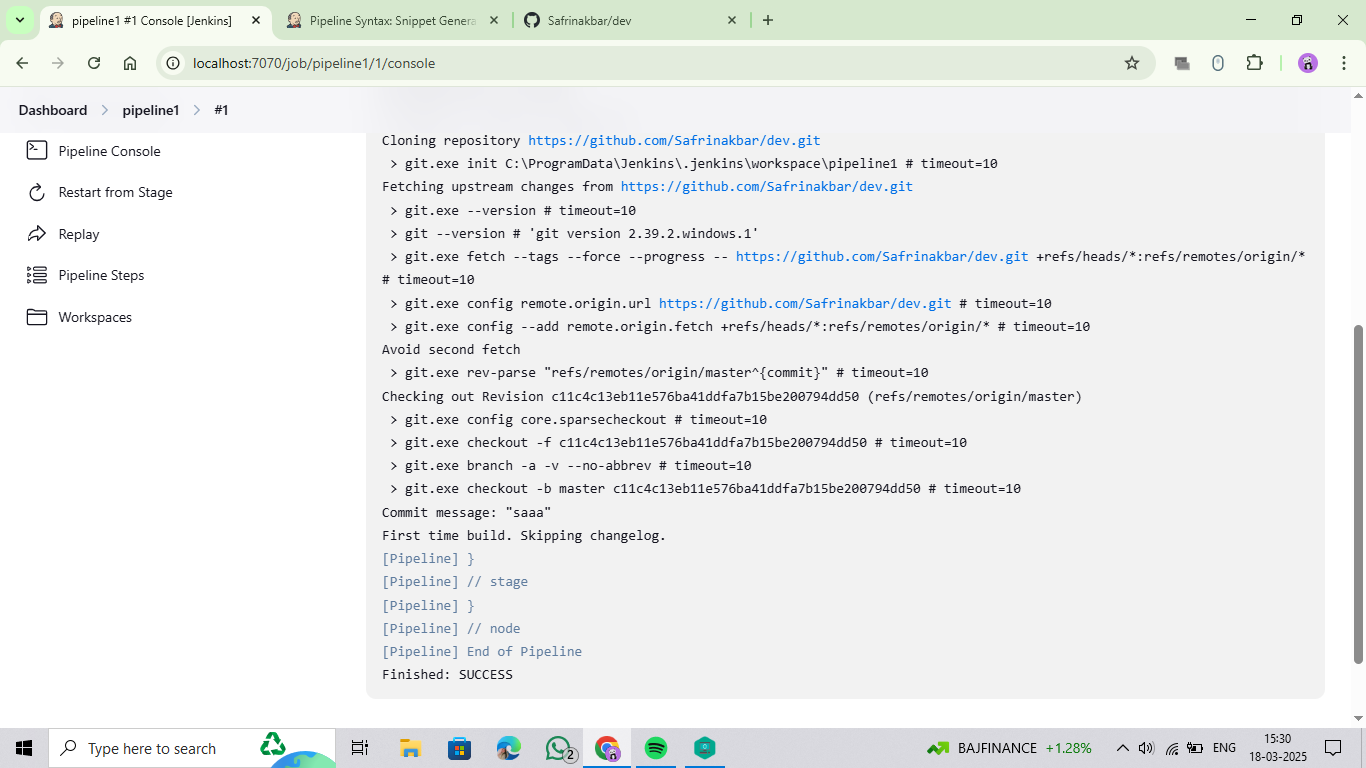 pipeline1 #1 Console [Jenkins]
Pipeline Syntax: Snippet Genera
Safrinakbar/dev
localhost:7070/job/pipeline1/1/console
Dashboard
pipeline1
#1
Pipeline Console
Restart from Stage
Replay
Pipeline Steps
Workspaces
Cloning repository https://github.com/Safrinakbar/dev.git
> git.exe init C:\ProgramData\Jenkins\.jenkins\workspace\pipeline1 # timeout=10
Fetching upstream changes from https://github.com/Safrinakbar/dev.git
> git.exe --version # timeout=10
> git --version # 'git version 2.39.2.windows.1'
> git.exe fetch --tags --force --progress -- https://github.com/Safrinakbar/dev.git +refs/heads/*:refs/remotes/origin/*
# timeout=10
> git.exe config remote.origin.url https://github.com/Safrinakbar/dev.git # timeout=10
> git.exe config --add remote.origin.fetch +refs/heads/*:refs/remotes/origin/* # timeout=10
Avoid second fetch
> git.exe rev-parse "refs/remotes/origin/master^{commit}" # timeout=10
Checking out Revision c11c4c13eb11e576ba41ddfa7b15be200794dd50 (refs/remotes/origin/master)
> git.exe config core.sparsecheckout # timeout=10
> git.exe checkout -f c11c4c13eb11e576ba41ddfa7b15be200794dd50 # timeout=10
> git.exe branch -a -v --no-abbrev # timeout=10
> git.exe checkout -b master c11c4c13eb11e576ba41ddfa7b15be200794dd50 # timeout=10
Commit message: "saaa"
First time build. Skipping changelog.
[Pipeline] }
[Pipeline] // stage
[Pipeline] }
[Pipeline] // node
[Pipeline] End of Pipeline
Finished: SUCCESS
Type here to search
2
BAJFINANCE +1.28%
ENG
15:30
18-03-2025